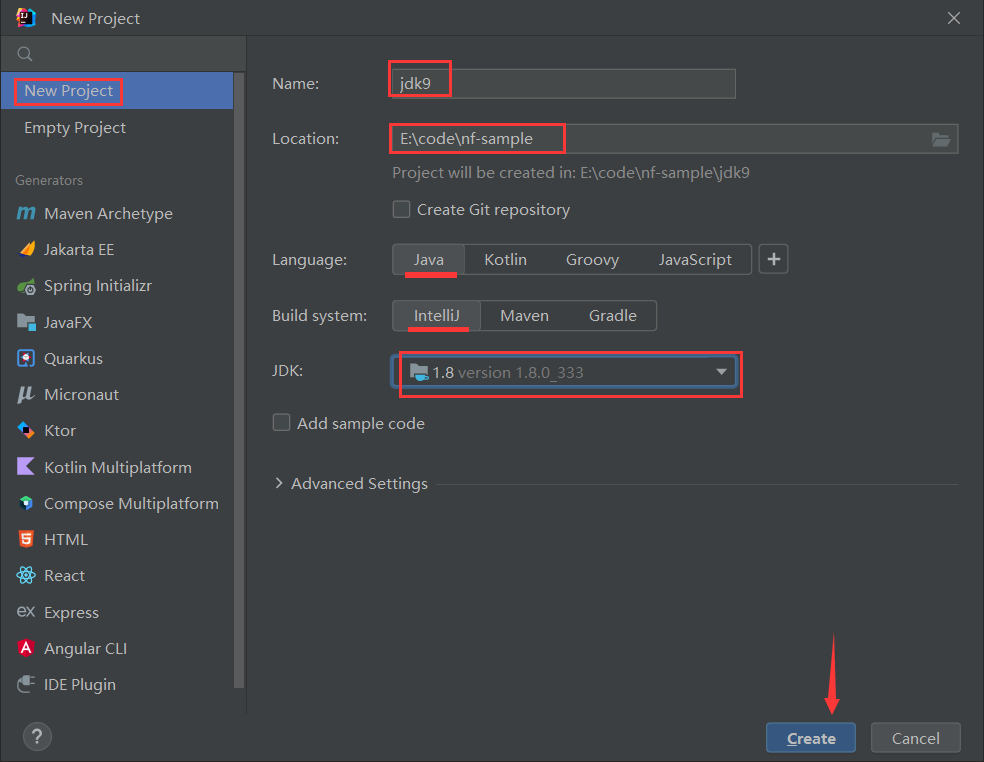 New Project
New Project
Empty Project
Generators
Maven Archetype
Jakarta EE
Spring Initializr
JavaFX
Quarkus
Micronaut
Ktor
Kotlin Multiplatform
Compose Multiplatform
HTML
React
ex Express
Angular CLI
IDE Plugin
Name: jdk9
Location: E:\code\nf-sample
Project will be created in: E:\code\nf-sample\jdk9
Create Git repository
Language: Java Kotlin Groovy JavaScript +
Build system: IntelliJ Maven Gradle
JDK: 1.8 version 1.8.0_333
Add sample code
Advanced Settings
? Create Cancel